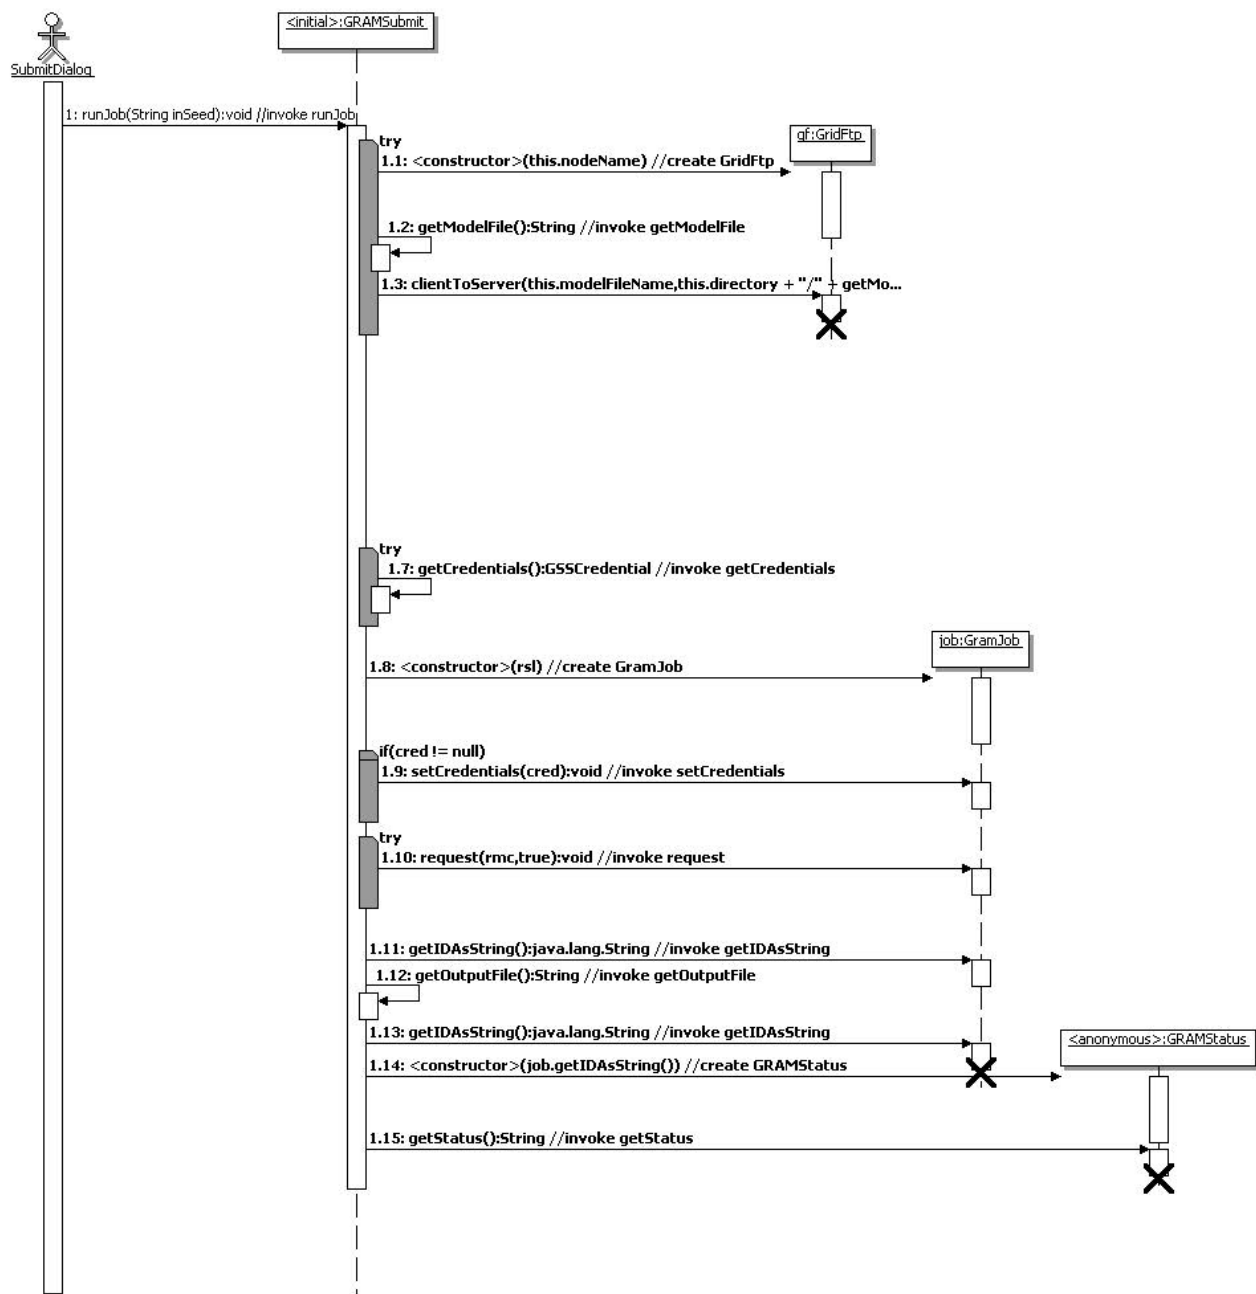 <initial>:GRAMSubmit
SubmitDialog
1: runJob(String inSeed):void //invoke runJob
try
gf:GridFtp
1.1: <constructor>(this.nodeName) //create GridFtp
1.2: getModelFile():String //invoke getModelFile
1.3: clientToServer(this.modelFileName,this.directory + "/" + getMo...
try
1.7: getCredentials():GSSCredential //invoke getCredentials
job:GramJob
1.8: <constructor>(rsl) //create GramJob
if(cred != null)
1.9: setCredentials(cred):void //invoke setCredentials
try
1.10: request(rmc,true):void //invoke request
1.11: getIDAsString():java.lang.String //invoke getIDAsString
1.12: getOutputFile():String //invoke getOutputFile
1.13: getIDAsString():java.lang.String //invoke getIDAsString
<anonymous>:GRAMStatus
1.14: <constructor>(job.getIDAsString()) //create GRAMStatus
1.15: getStatus():String //invoke getStatus